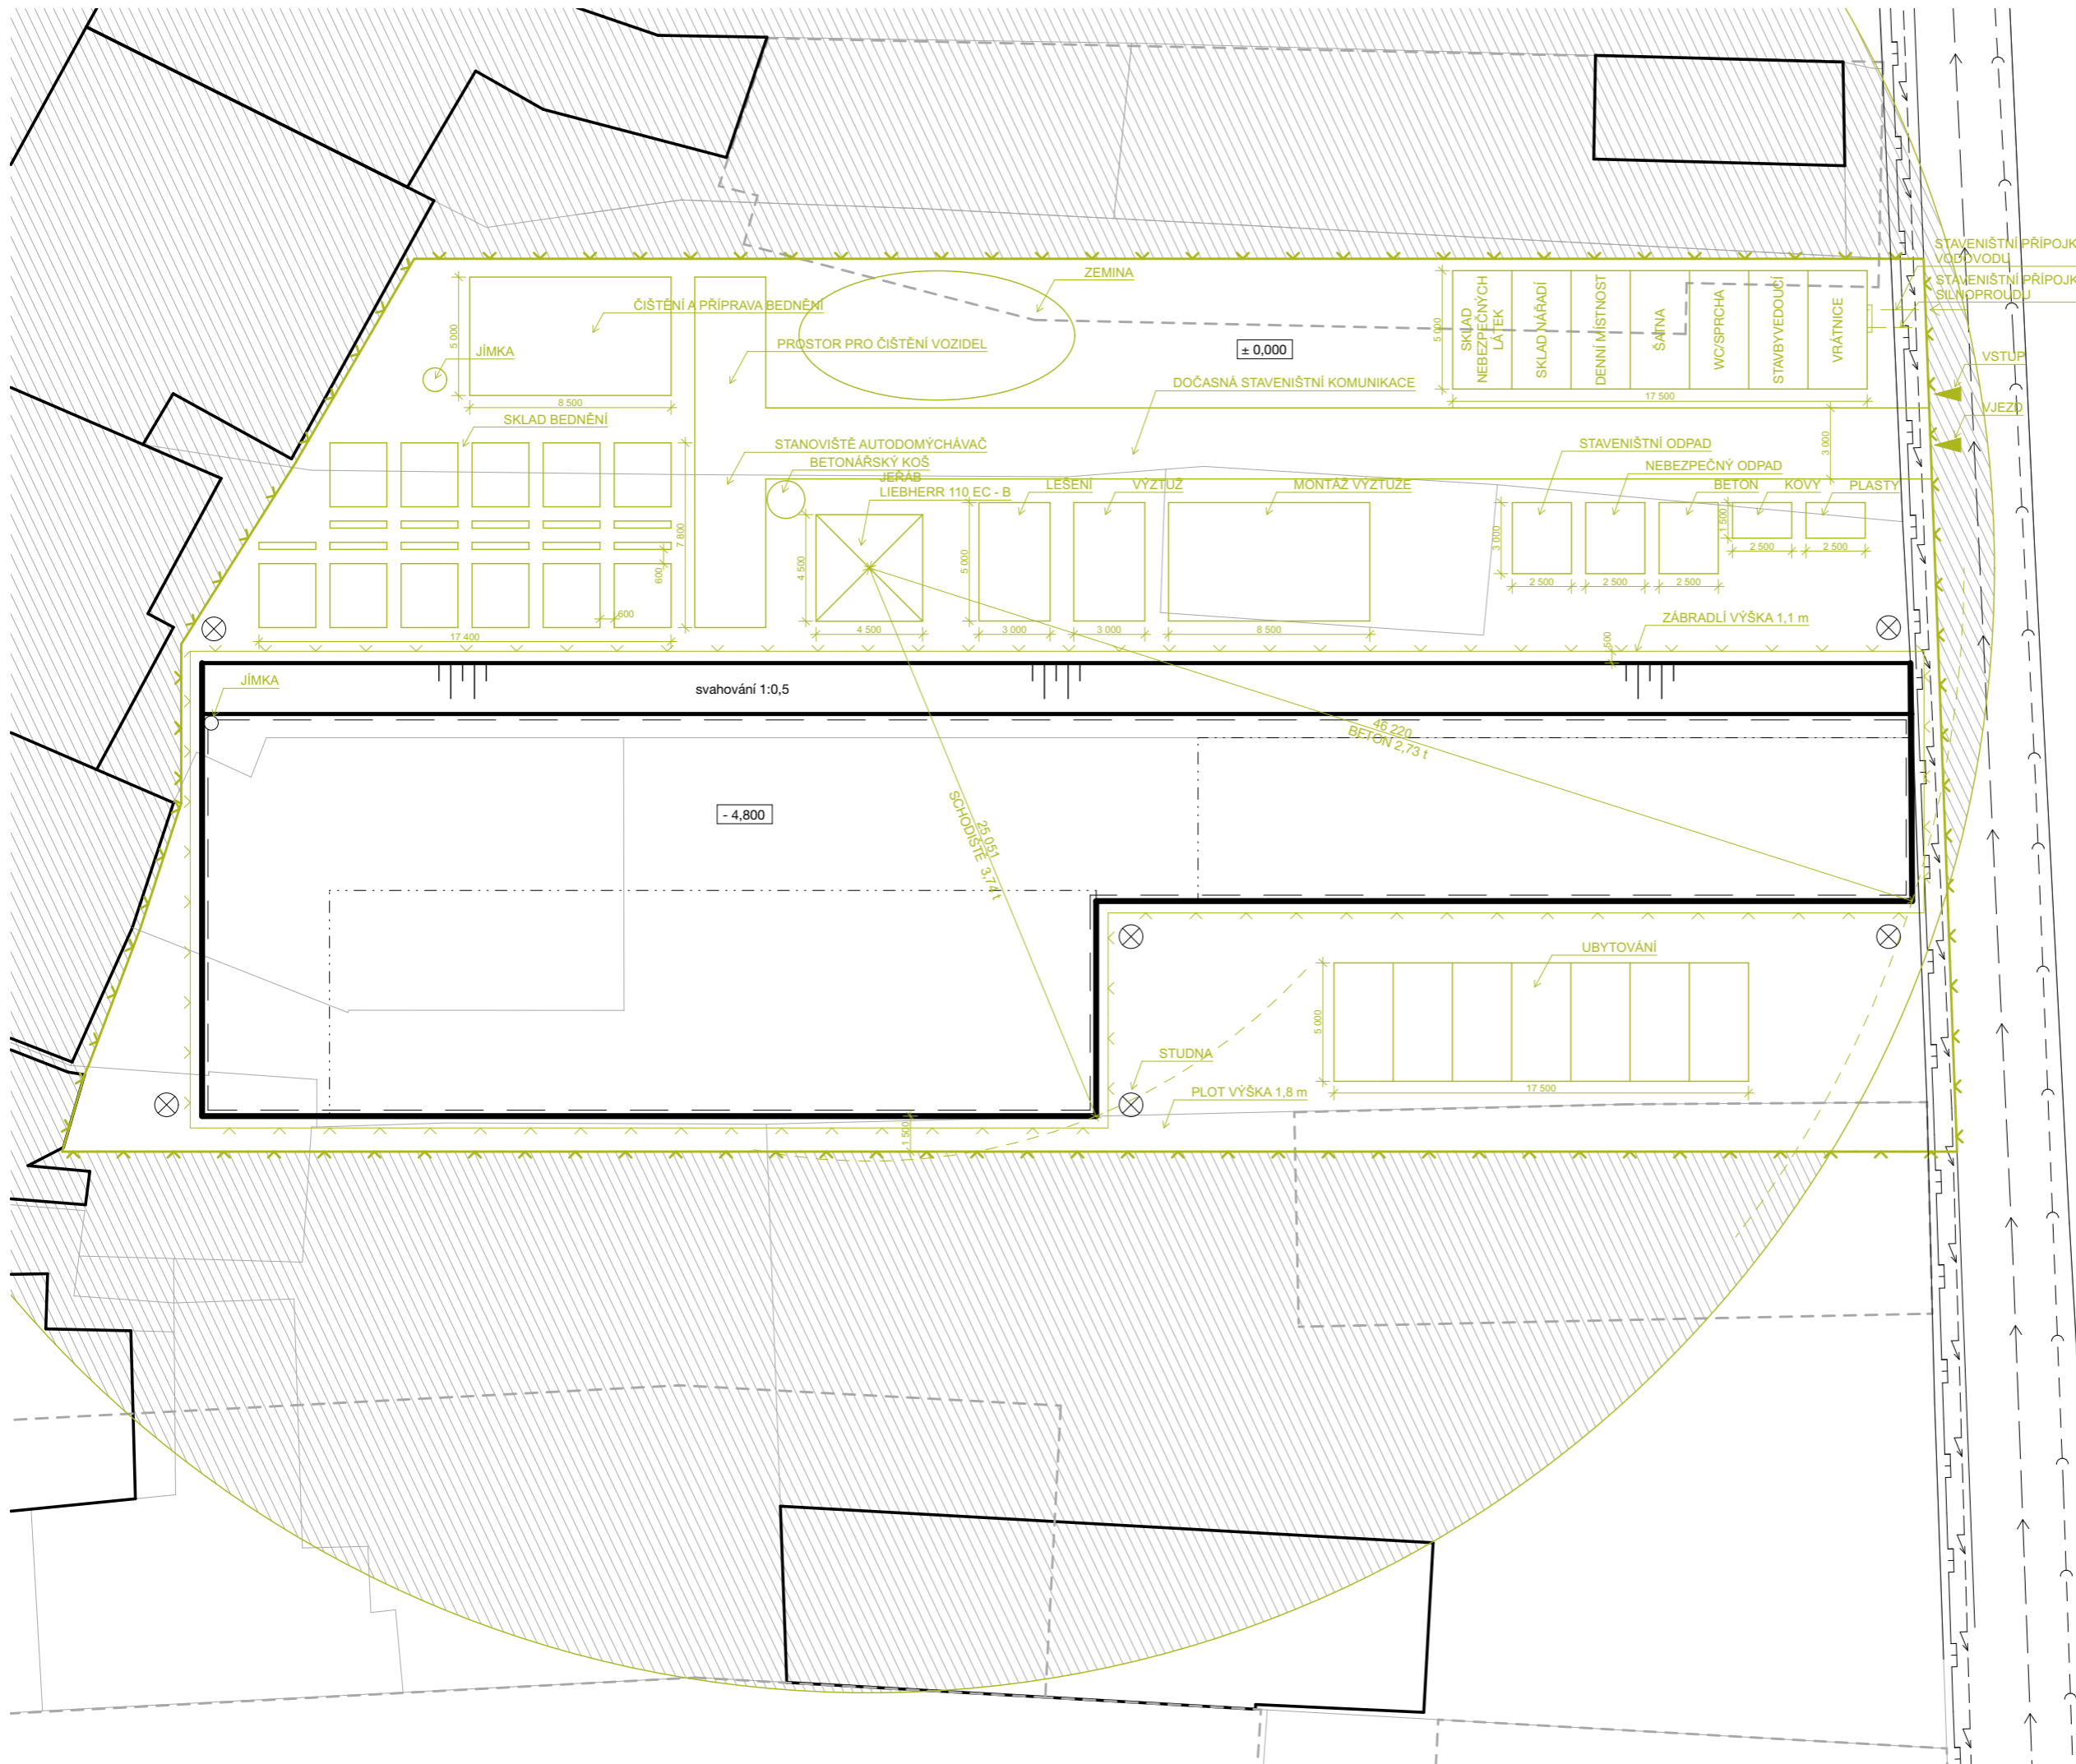 STAVENIŠTNÍ PŘÍPOJK
VODOVODU
STAVENIŠTNÍ PŘÍPOJK
SILNOPROUDU
ZEMINA
ČIŠTĚNÍ A PŘÍPRAVA BEDNĚNÍ
5 000
JÍMKA
8 500
PROSTOR PRO ČIŠTĚNÍ VOZIDEL
± 0,000
5 000
SKLAD
NEBEZPEČNÝCH
LÁTEK
SKLAD NÁŘADÍ
DENNÍ MÍSTNOST
ŠATNA
WC/SPRCHA
STAVBYVEDOUCÍ
VRÁTNICE
17 500
VSTUP
VJEZD
DOČASNÁ STAVENIŠTNÍ KOMUNIKACE
3 000
SKLAD BEDNĚNÍ
STANOVIŠTĚ AUTODOMÝCHÁVAČ
BETONÁŘSKÝ KOŠ
JEŘÁB
LIEBHERR 110 EC - B
LEŠENÍ
VÝZTUŽ
MONTÁŽ VÝZTUŽE
STAVENIŠTNÍ ODPAD
NEBEZPEČNÝ ODPAD
BETON
KOVY
PLASTY
7 800
600
600
17 400
4 500
4 500
5 000
3 000
3 000
8 500
3 000
2 500
2 500
2 500
1 500
2 500
2 500
ZÁBRADLÍ VÝŠKA 1,1 m
500
JÍMKA
svahování 1:0,5
46 220
BETON 2,73 t
- 4,800
25 051
SCHODIŠTĚ 3,74 t
UBYTOVÁNÍ
5 000
17 500
STUDNA
PLOT VÝŠKA 1,8 m
1 500